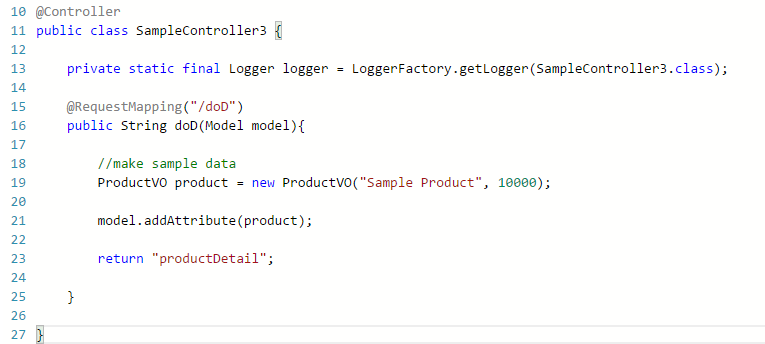 10 @Controller
11 public class SampleController3 {
12
13     private static final Logger logger = LoggerFactory.getLogger(SampleController3.class);
14
15     @RequestMapping("/doD")
16     public String doD(Model model){
17
18         //make sample data
19         ProductVO product = new ProductVO("Sample Product", 10000);
20
21         model.addAttribute(product);
22
23         return "productDetail";
24
25     }
26
27 }